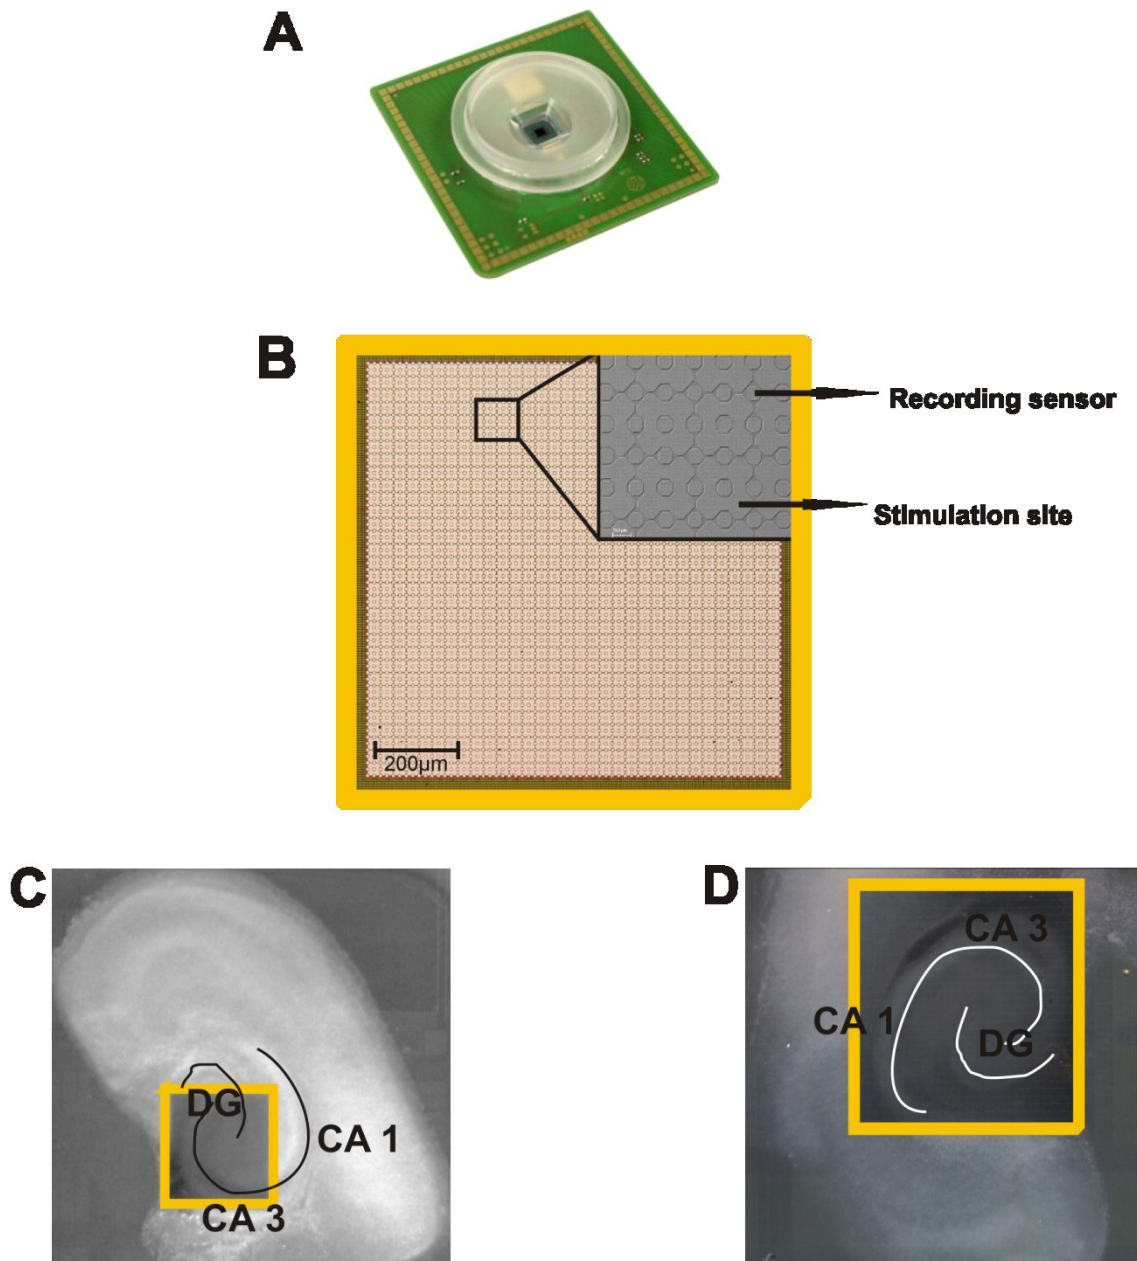 A
B
Recording sensor
Stimulation site
200µm
C
DG
CA 1
CA 3
D
CA 3
CA 1
DG